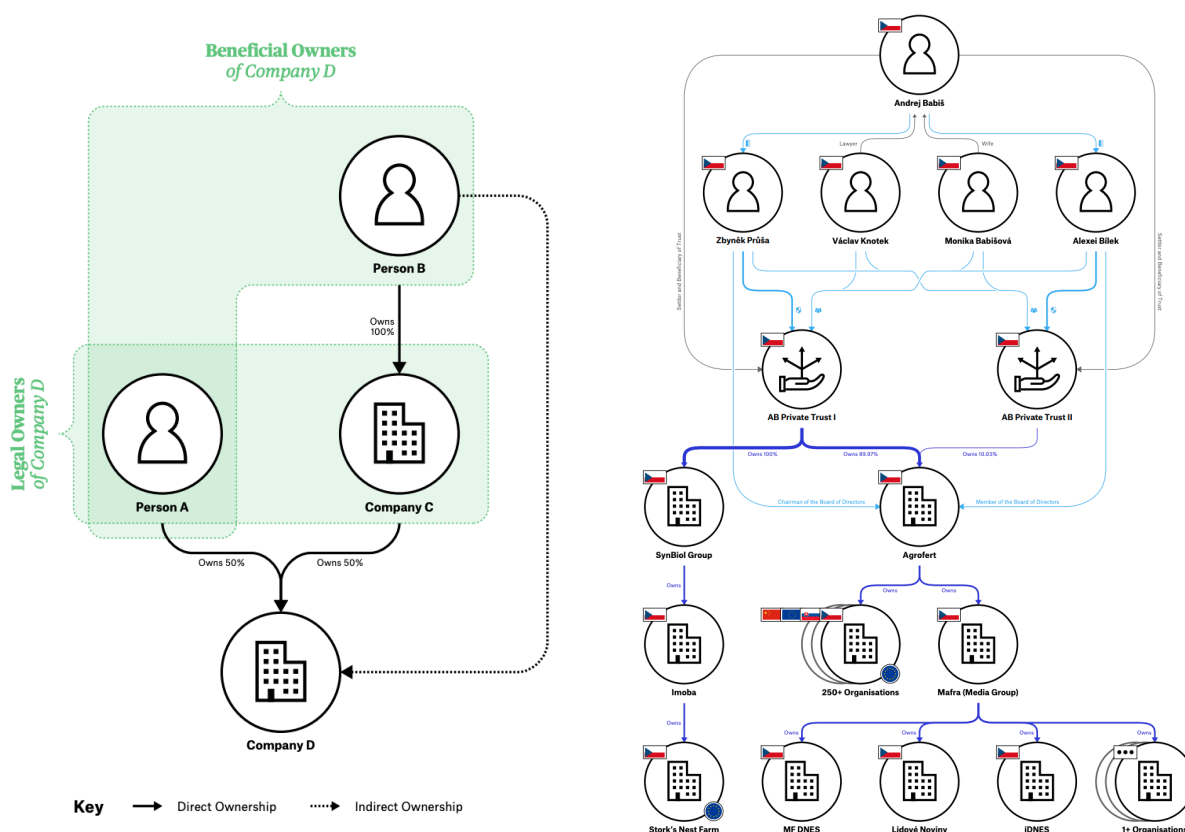 Beneficial Owners
of Company D
Legal Owners
of Company D
Person B
Owns
100%
Person A
Company C
Owns 50%
Owns 50%
Company D
Key
Direct Ownership
Indirect Ownership
Andrej Babiš
Lawyer
Wife
Zbyněk Průša
Václav Knotek
Monika Babišová
Alexei Bílek
Settlor and Beneficiary of Trust
Settlor and Beneficiary of Trust
AB Private Trust I
AB Private Trust II
Owns 100%
Owns 89.97%
Owns 10.03%
Chairman of the Board of Directors
Member of the Board of Directors
SynBiol Group
Agrofert
Owns
Owns
Owns
Imoba
250+ Organisations
Mafra (Media Group)
Owns
Owns
Owns
Owns
Owns
Stork's Nest Farm
MF DNES
Lidové Noviny
iDNES
1+ Organisations